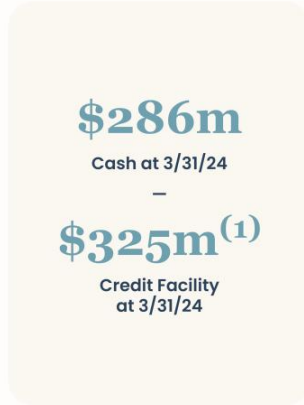 $286m
Cash at 3/31/24
–
$325m(1)
Credit Facility
at 3/31/24